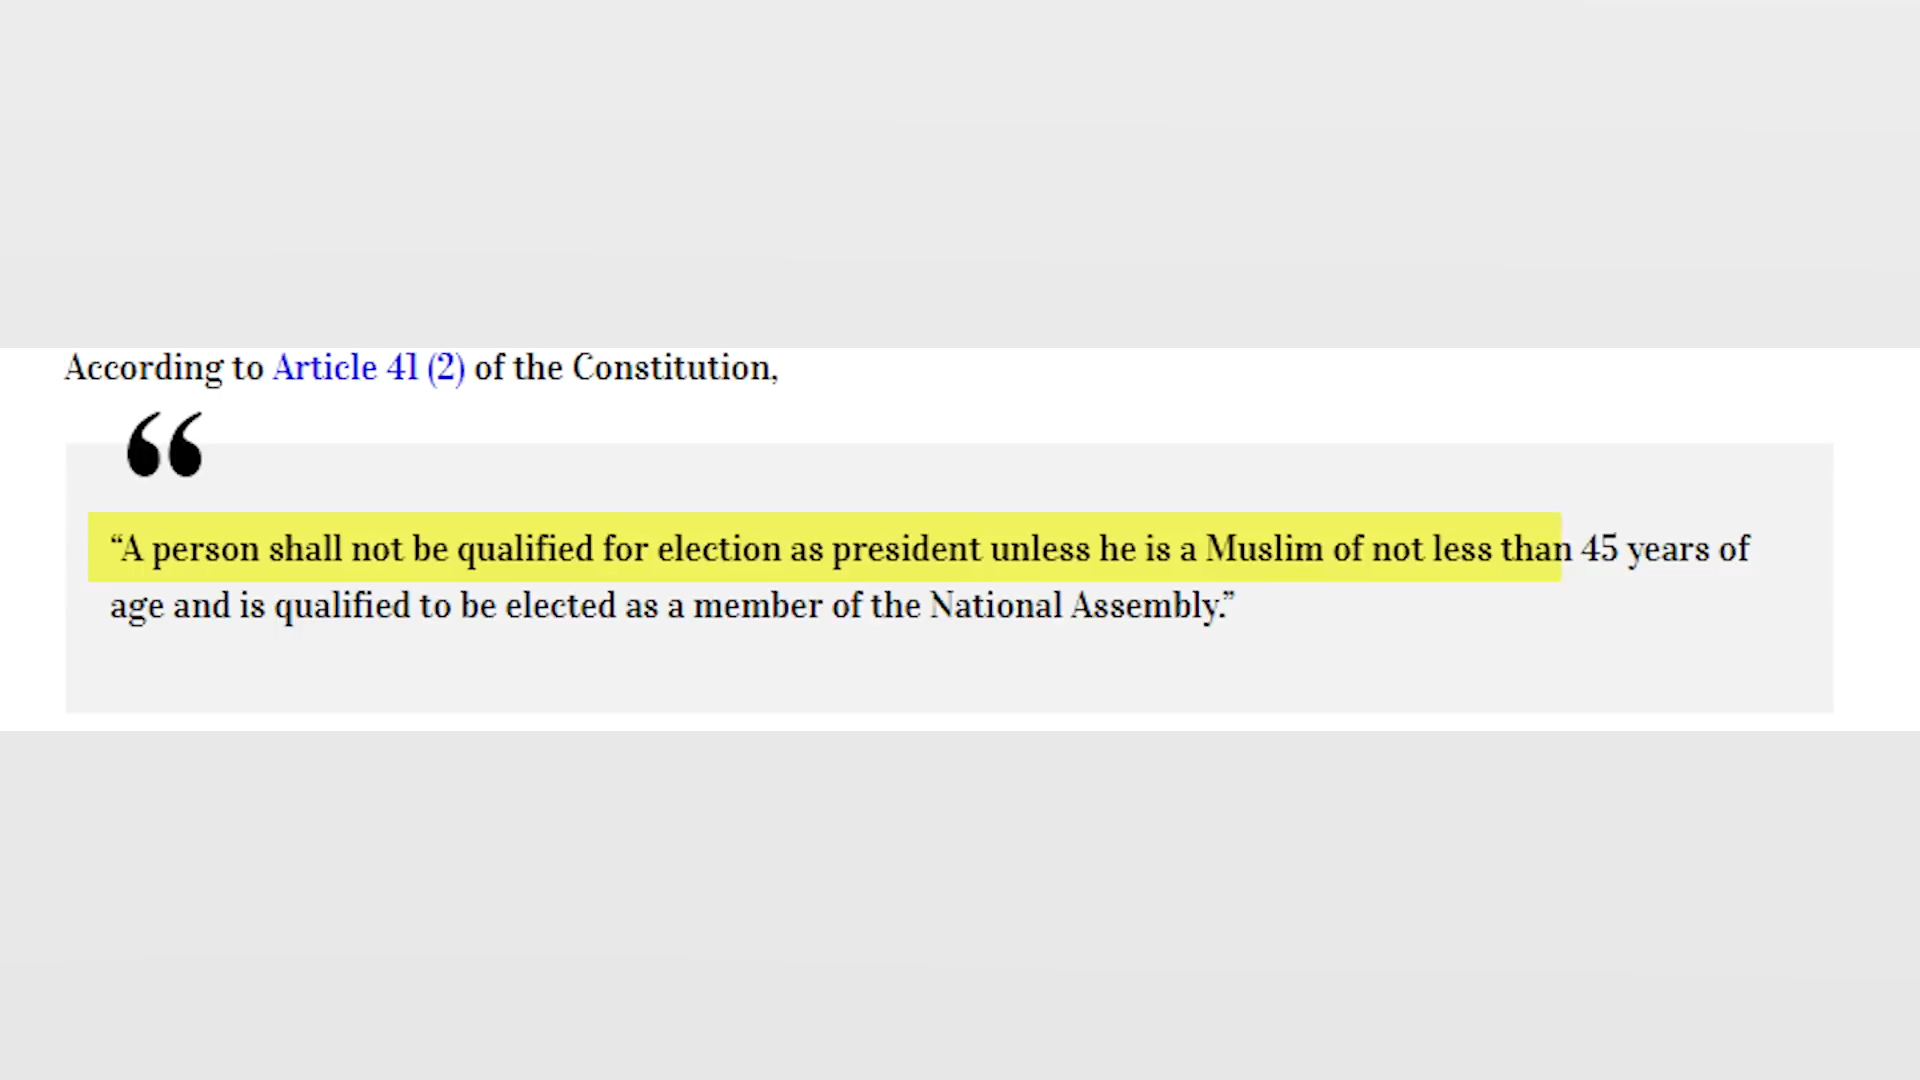 According to Article 41 (2) of the Constitution,
“
“A person shall not be qualified for election as president unless he is a Muslim of not less than 45 years of
age and is qualified to be elected as a member of the National Assembly.”